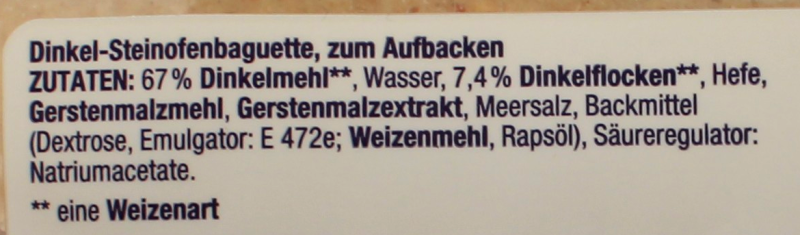 Dinkel-Steinofenbaguette, zum Aufbacken
ZUTATEN: 67 % Dinkelmehl**, Wasser, 7,4 % Dinkelflocken**, Hefe,
Gerstenmalzmehl, Gerstenmalzextrakt, Meersalz, Backmittel
(Dextrose, Emulgator: E 472e; Weizenmehl, Rapsöl), Säureregulator:
Natriumacetate.
** eine Weizenart